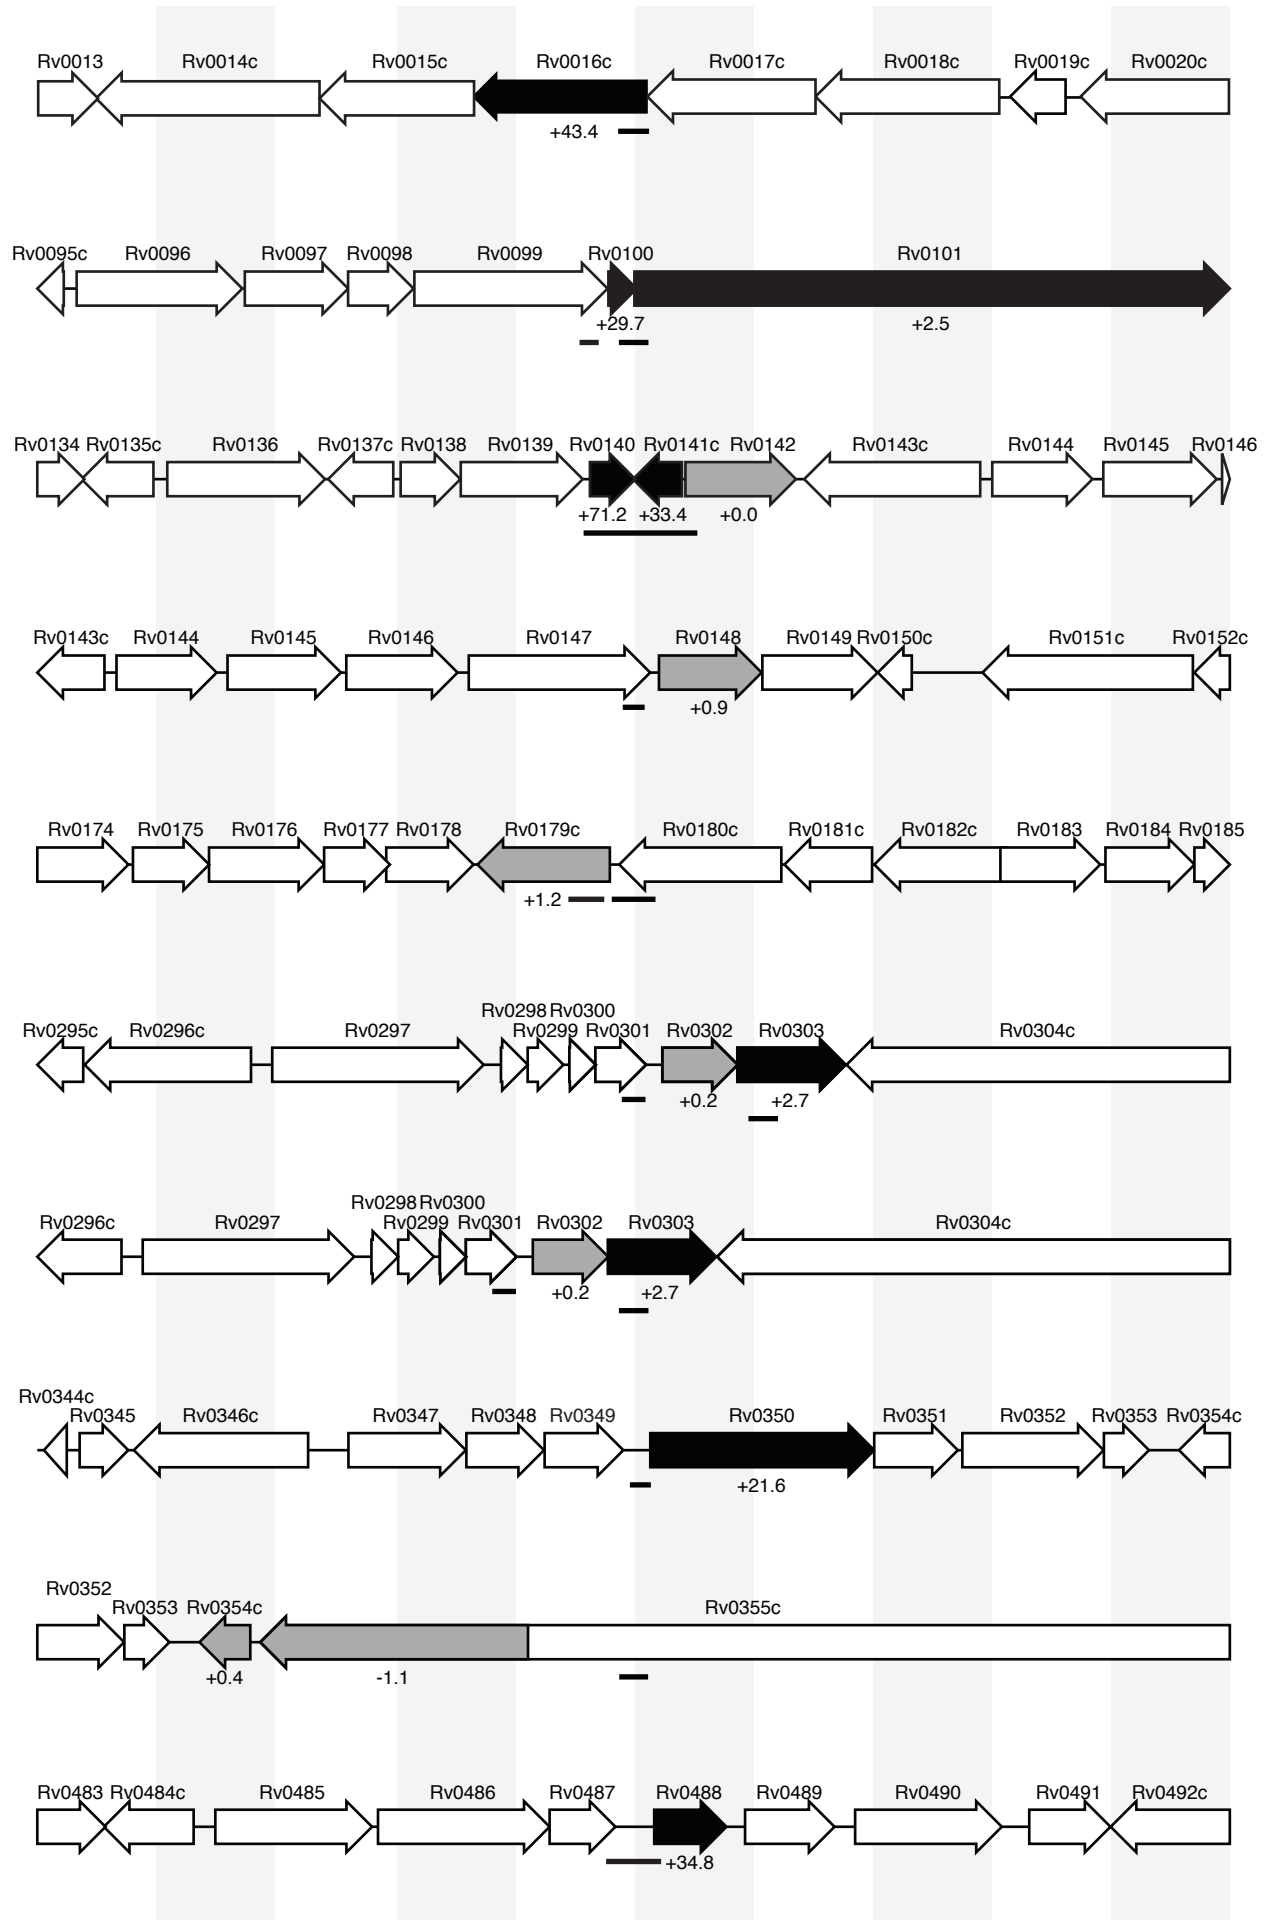 Rv0013 Rv0014c Rv0015c Rv0016c Rv0017c Rv0018c Rv0019c Rv0020c
+43.4
Rv0095c Rv0096 Rv0097 Rv0098 Rv0099 Rv0100 Rv0101
+29.7 +2.5
Rv0134 Rv0135c Rv0136 Rv0137c Rv0138 Rv0139 Rv0140 Rv0141c Rv0142 Rv0143c Rv0144 Rv0145 Rv0146
+71.2 +33.4 +0.0
Rv0143c Rv0144 Rv0145 Rv0146 Rv0147 Rv0148 Rv0149 Rv0150c Rv0151c Rv0152c
+0.9
Rv0174 Rv0175 Rv0176 Rv0177 Rv0178 Rv0179c Rv0180c Rv0181c Rv0182c Rv0183 Rv0184 Rv0185
+1.2
Rv0298 Rv0300
Rv0295c Rv0296c Rv0297 Rv0299 Rv0301 Rv0302 Rv0303 Rv0304c
+0.2 +2.7
Rv0298 Rv0300
Rv0296c Rv0297 Rv0299 Rv0301 Rv0302 Rv0303 Rv0304c
+0.2 +2.7
Rv0344c
Rv0345 Rv0346c Rv0347 Rv0348 Rv0349 Rv0350 Rv0351 Rv0352 Rv0353 Rv0354c
+21.6
Rv0352
Rv0353 Rv0354c Rv0355c
+0.4 -1.1
Rv0483 Rv0484c Rv0485 Rv0486 Rv0487 Rv0488 Rv0489 Rv0490 Rv0491 Rv0492c
+34.8